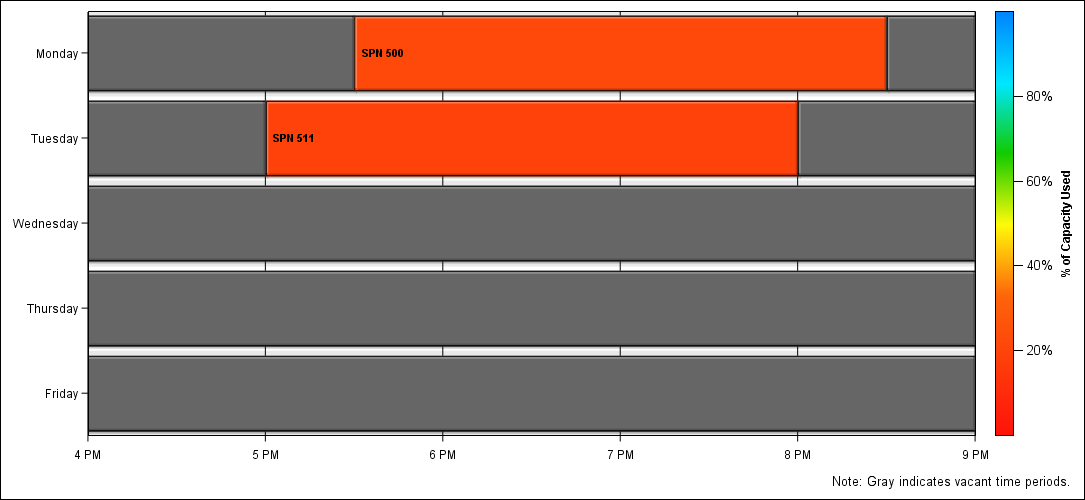 Monday
SPN 500
Tuesday
SPN 511
Wednesday
Thursday
Friday
4 PM
5 PM
6 PM
7 PM
8 PM
9 PM
80%
60%
40%
20%
% of Capacity Used
Note: Gray indicates vacant time periods.